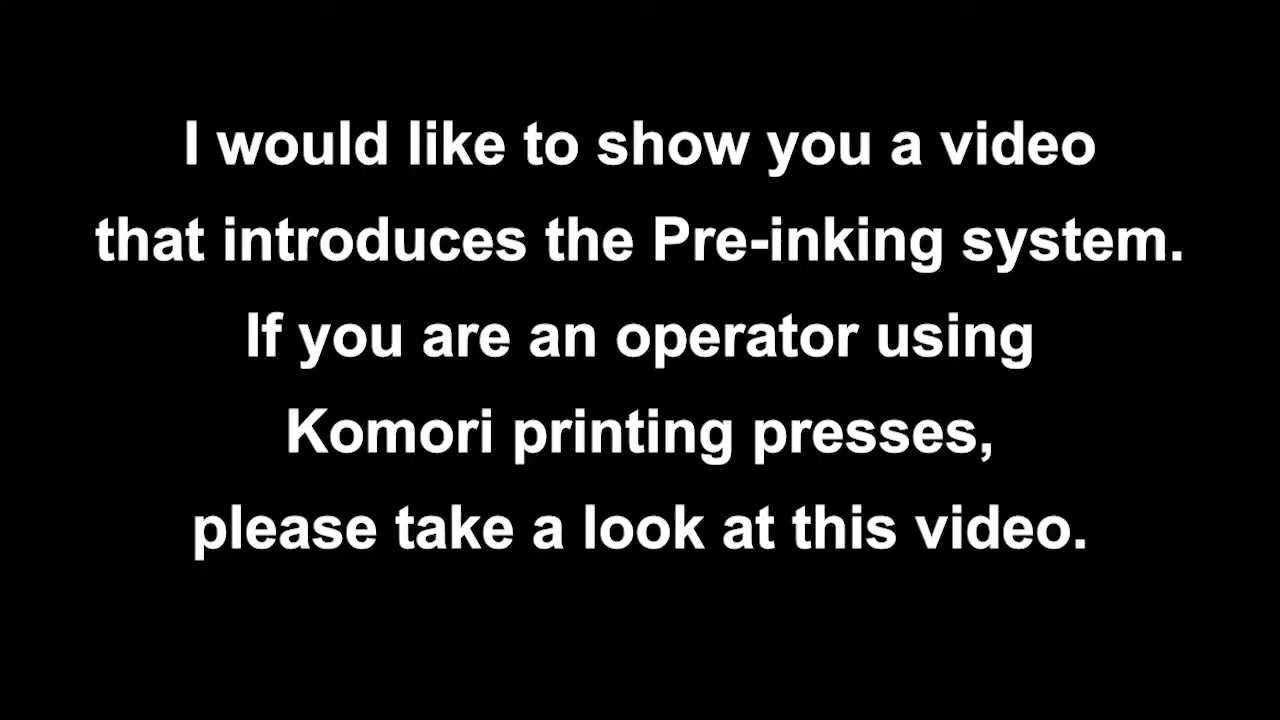 I would like to show you a video
that introduces the Pre-inking system.
If you are an operator using
Komori printing presses,
please take a look at this video.